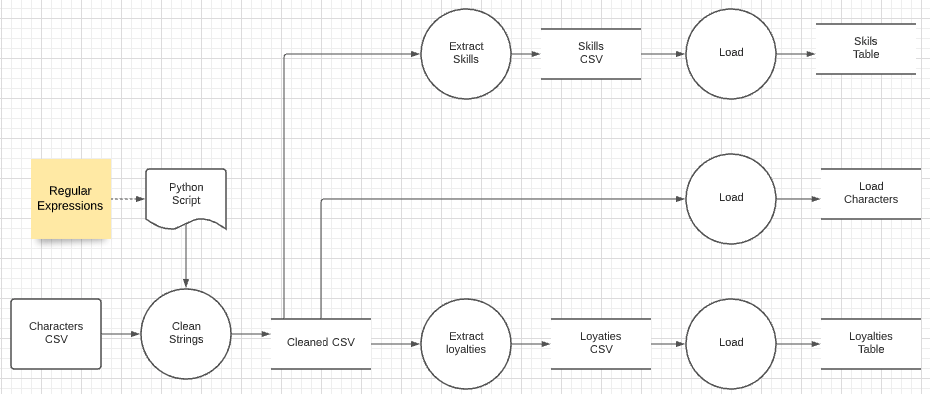 Extract
Skills
Skills
CSV
Load
Skils
Table
Regular
Expressions
Python
Script
Load
Load
Characters
Characters
CSV
Clean
Strings
Cleaned CSV
Extract
loyalties
Loyaties
CSV
Load
Loyalties
Table